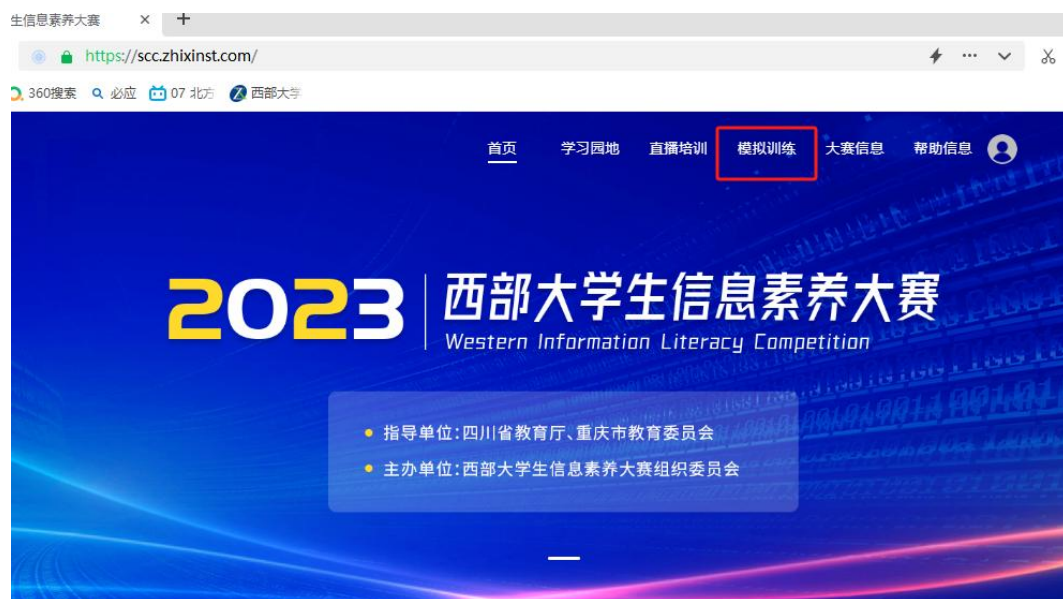 生信息素养大赛 × +
https://scc.zhixinst.com/
360搜索 必应 07 北方 西部大学
首页 学习园地 直播培训 模拟训练 大赛信息 帮助信息
2023 西部大学生信息素养大赛
Western Information Literacy Competition
指导单位:四川省教育厅、重庆市教育委员会
主办单位:西部大学生信息素养大赛组织委员会